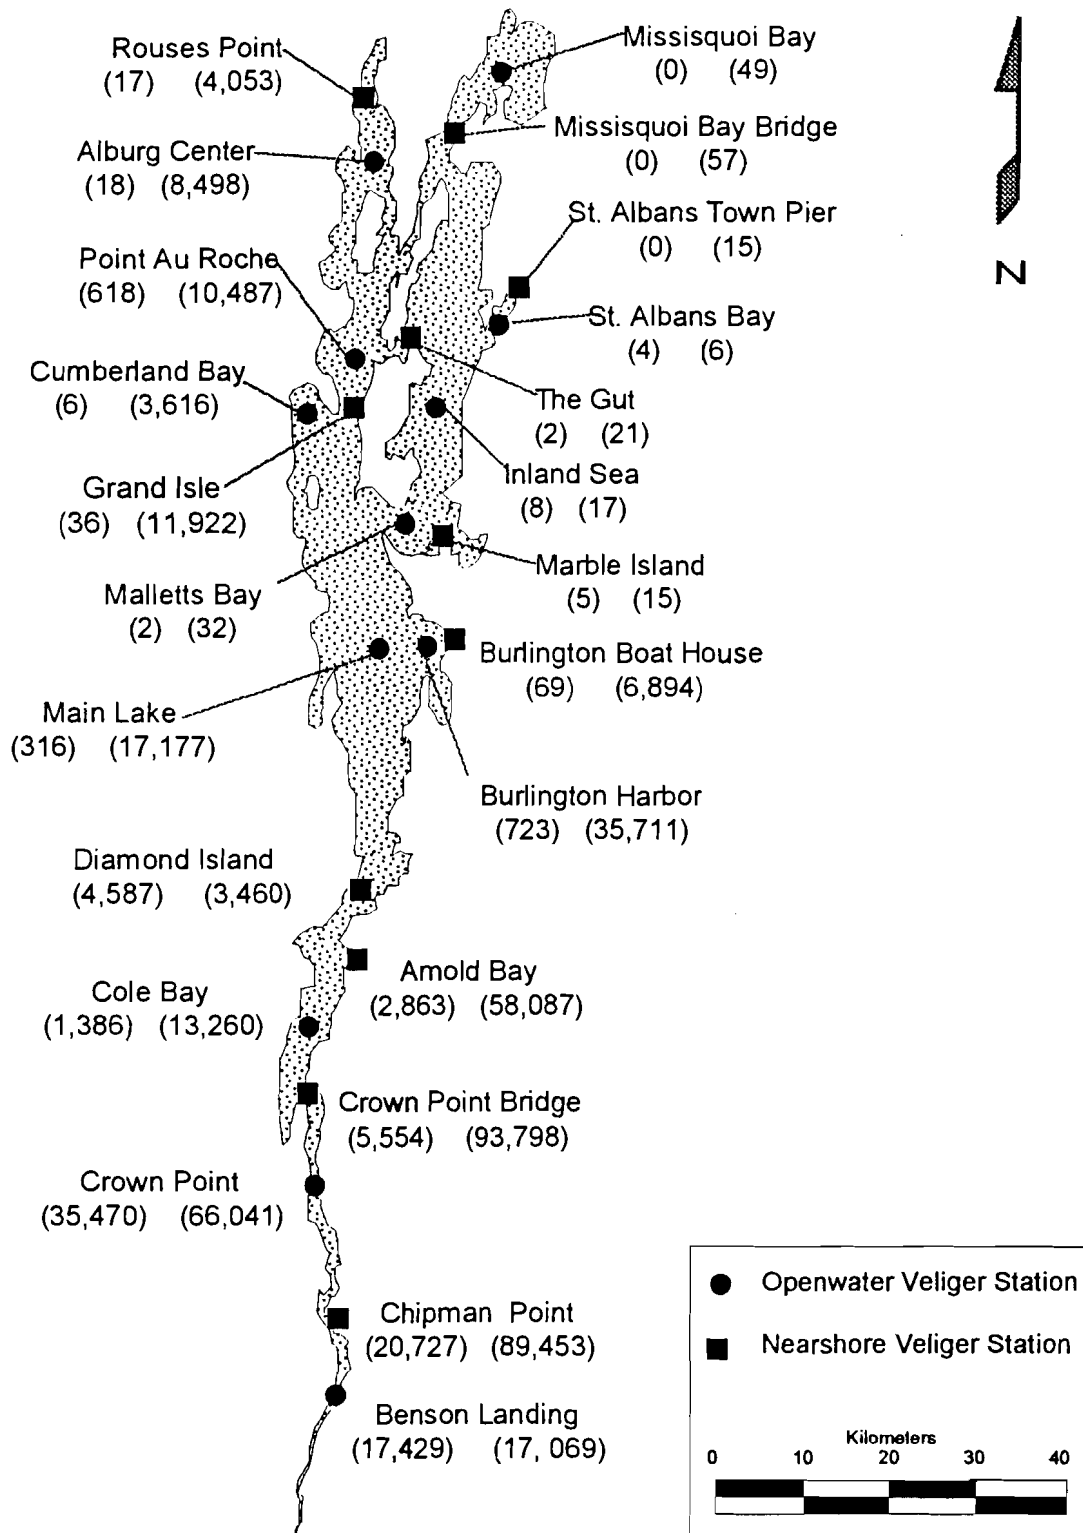 Rouses Point
(17) (4,053)
Missisquoi Bay
(0) (49)
Missisquoi Bay Bridge
(0) (57)
Alburg Center
(18) (8,498)
St. Albans Town Pier
(0) (15)
Point Au Roche
(618) (10,487)
N
St. Albans Bay
(4) (6)
Cumberland Bay
(6) (3,616)
The Gut
(2) (21)
Grand Isle
(36) (11,922)
Inland Sea
(8) (17)
Marble Island
(5) (15)
Malletts Bay
(2) (32)
Burlington Boat House
(69) (6,894)
Main Lake
(316) (17,177)
Burlington Harbor
(723) (35,711)
Diamond Island
(4,587) (3,460)
Arnold Bay
(2,863) (58,087)
Cole Bay
(1,386) (13,260)
Crown Point Bridge
(5,554) (93,798)
Crown Point
(35,470) (66,041)
Chipman Point
(20,727) (89,453)
Benson Landing
(17,429) (17, 069)
Openwater Veliger Station
Nearshore Veliger Station
Kilometers
0 10 20 30 40